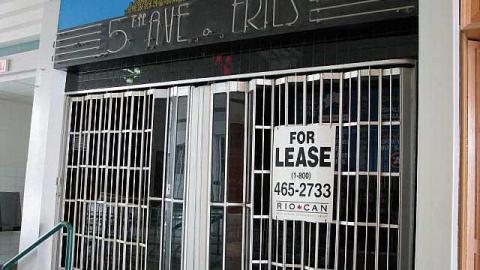 5TH AVE. & FRIES
FOR
LEASE
(1-800)
465-2733
RIO CAN